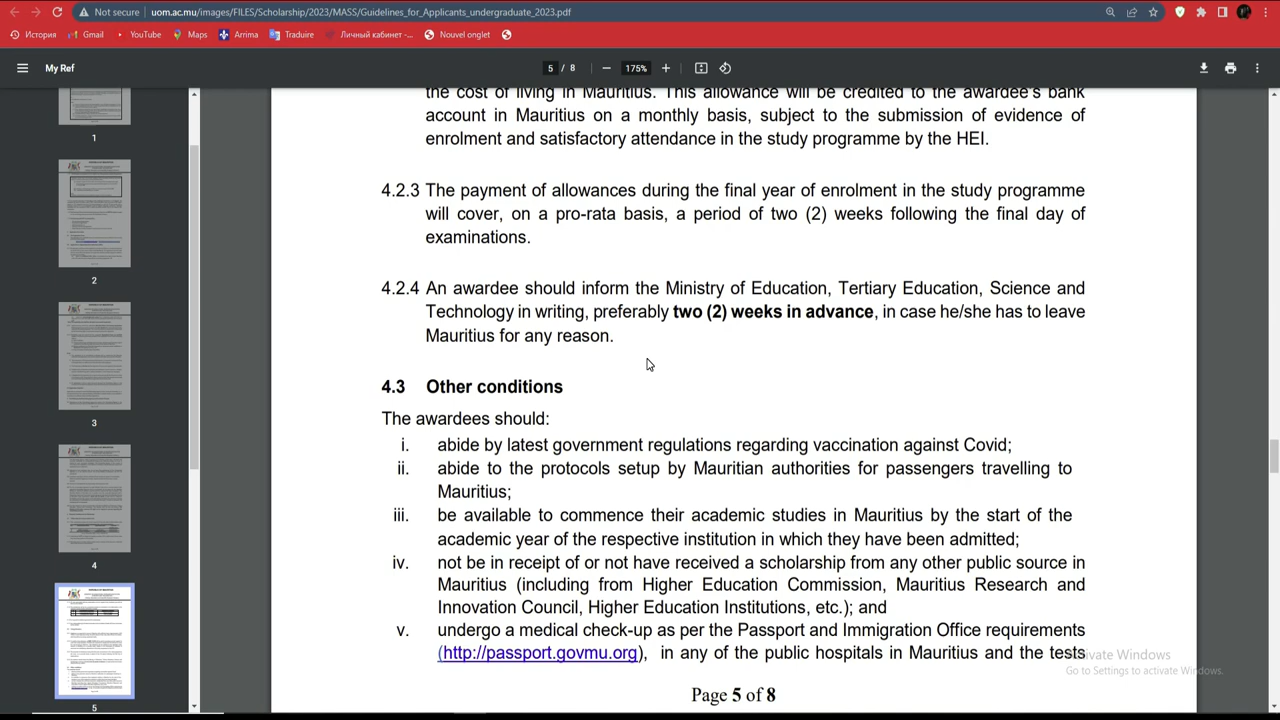 Not secure | uom.ac.mu/images/FILES/Scholarship/2023/MASS/Guidelines_for_Applicants_undergraduate_2023.pdf
История Gmail YouTube Maps Arrima Traduire Личный кабинет -... Nouvel onglet
My Ref 5 / 8 175%
the cost of living in Mauritius. This allowance will be credited to the awardee's bank
account in Mauritius on a monthly basis, subject to the submission of evidence of
enrolment and satisfactory attendance in the study programme by the HEI.
4.2.3 The payment of allowances during the final year of enrolment in the study programme
will cover, on a pro-rata basis, a period of two (2) weeks following the final day of
examinations.
4.2.4 An awardee should inform the Ministry of Education, Tertiary Education, Science and
Technology in writing, preferably two (2) weeks in advance, in case he/she has to leave
Mauritius for any reason.
4.3 Other conditions
The awardees should:
i. abide by the government regulations regarding vaccination against Covid;
ii. abide to the protocols setup by Mauritian authorities for passengers travelling to
Mauritius;
iii. be available to commence their academic studies in Mauritius by the start of the
academic year of the respective institution in which they have been admitted;
iv. not be in receipt of or not have received a scholarship from any other public source in
Mauritius (including from Higher Education Commission, Mauritius Research and
Innovation Council, Higher Education Institutions, etc.); and
v. undergo a medical check-up as per the Passport and Immigration Office requirements
(http://passport.govmu.org), in any of the public hospitals in Mauritius and the tests
Page 5 of 8
1
2
3
4
5
Activate Windows
Go to Settings to activate Windows.